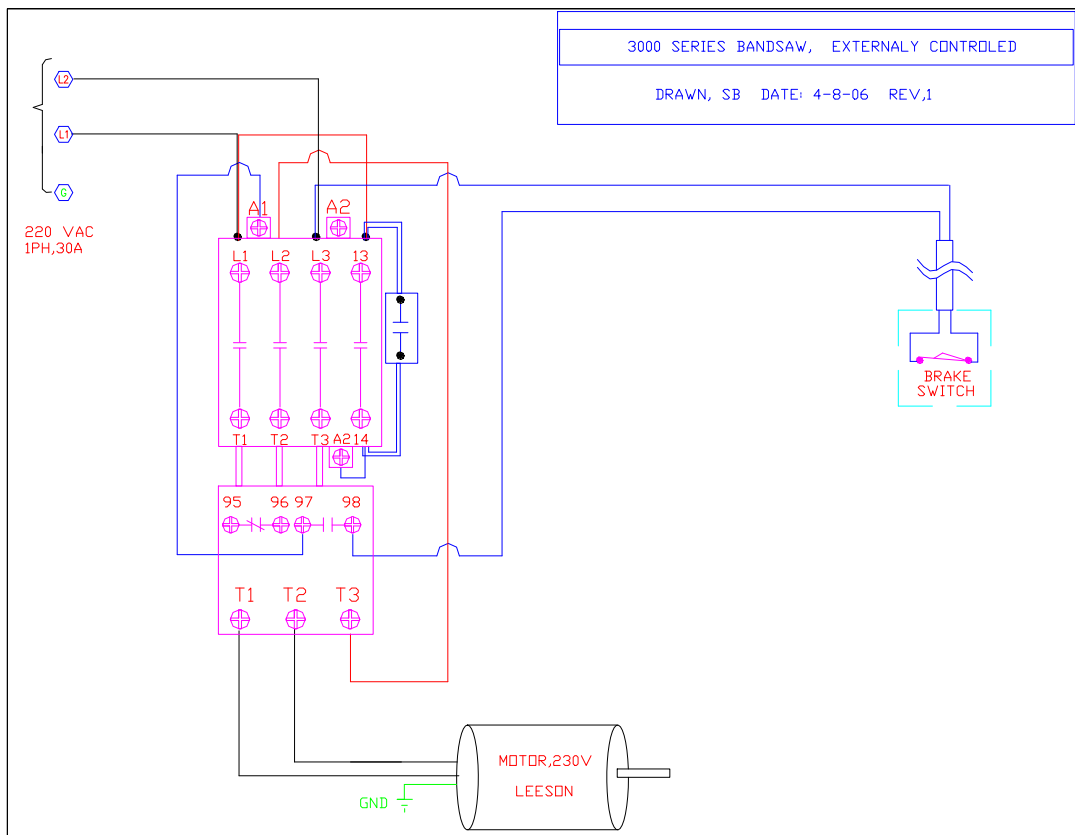 3000 SERIES BANDSAW, EXTERNALY CONTROLED
DRAWN, SB DATE: 4-8-06 REV,1
L2
L1
G
220 VAC
1PH,30A
A1 A2
L1 L2 L3 13
T1 T2 T3 A2 14
95 96 97 98
T1 T2 T3
BRAKE
SWITCH
MOTOR,230V
LEESON
GND